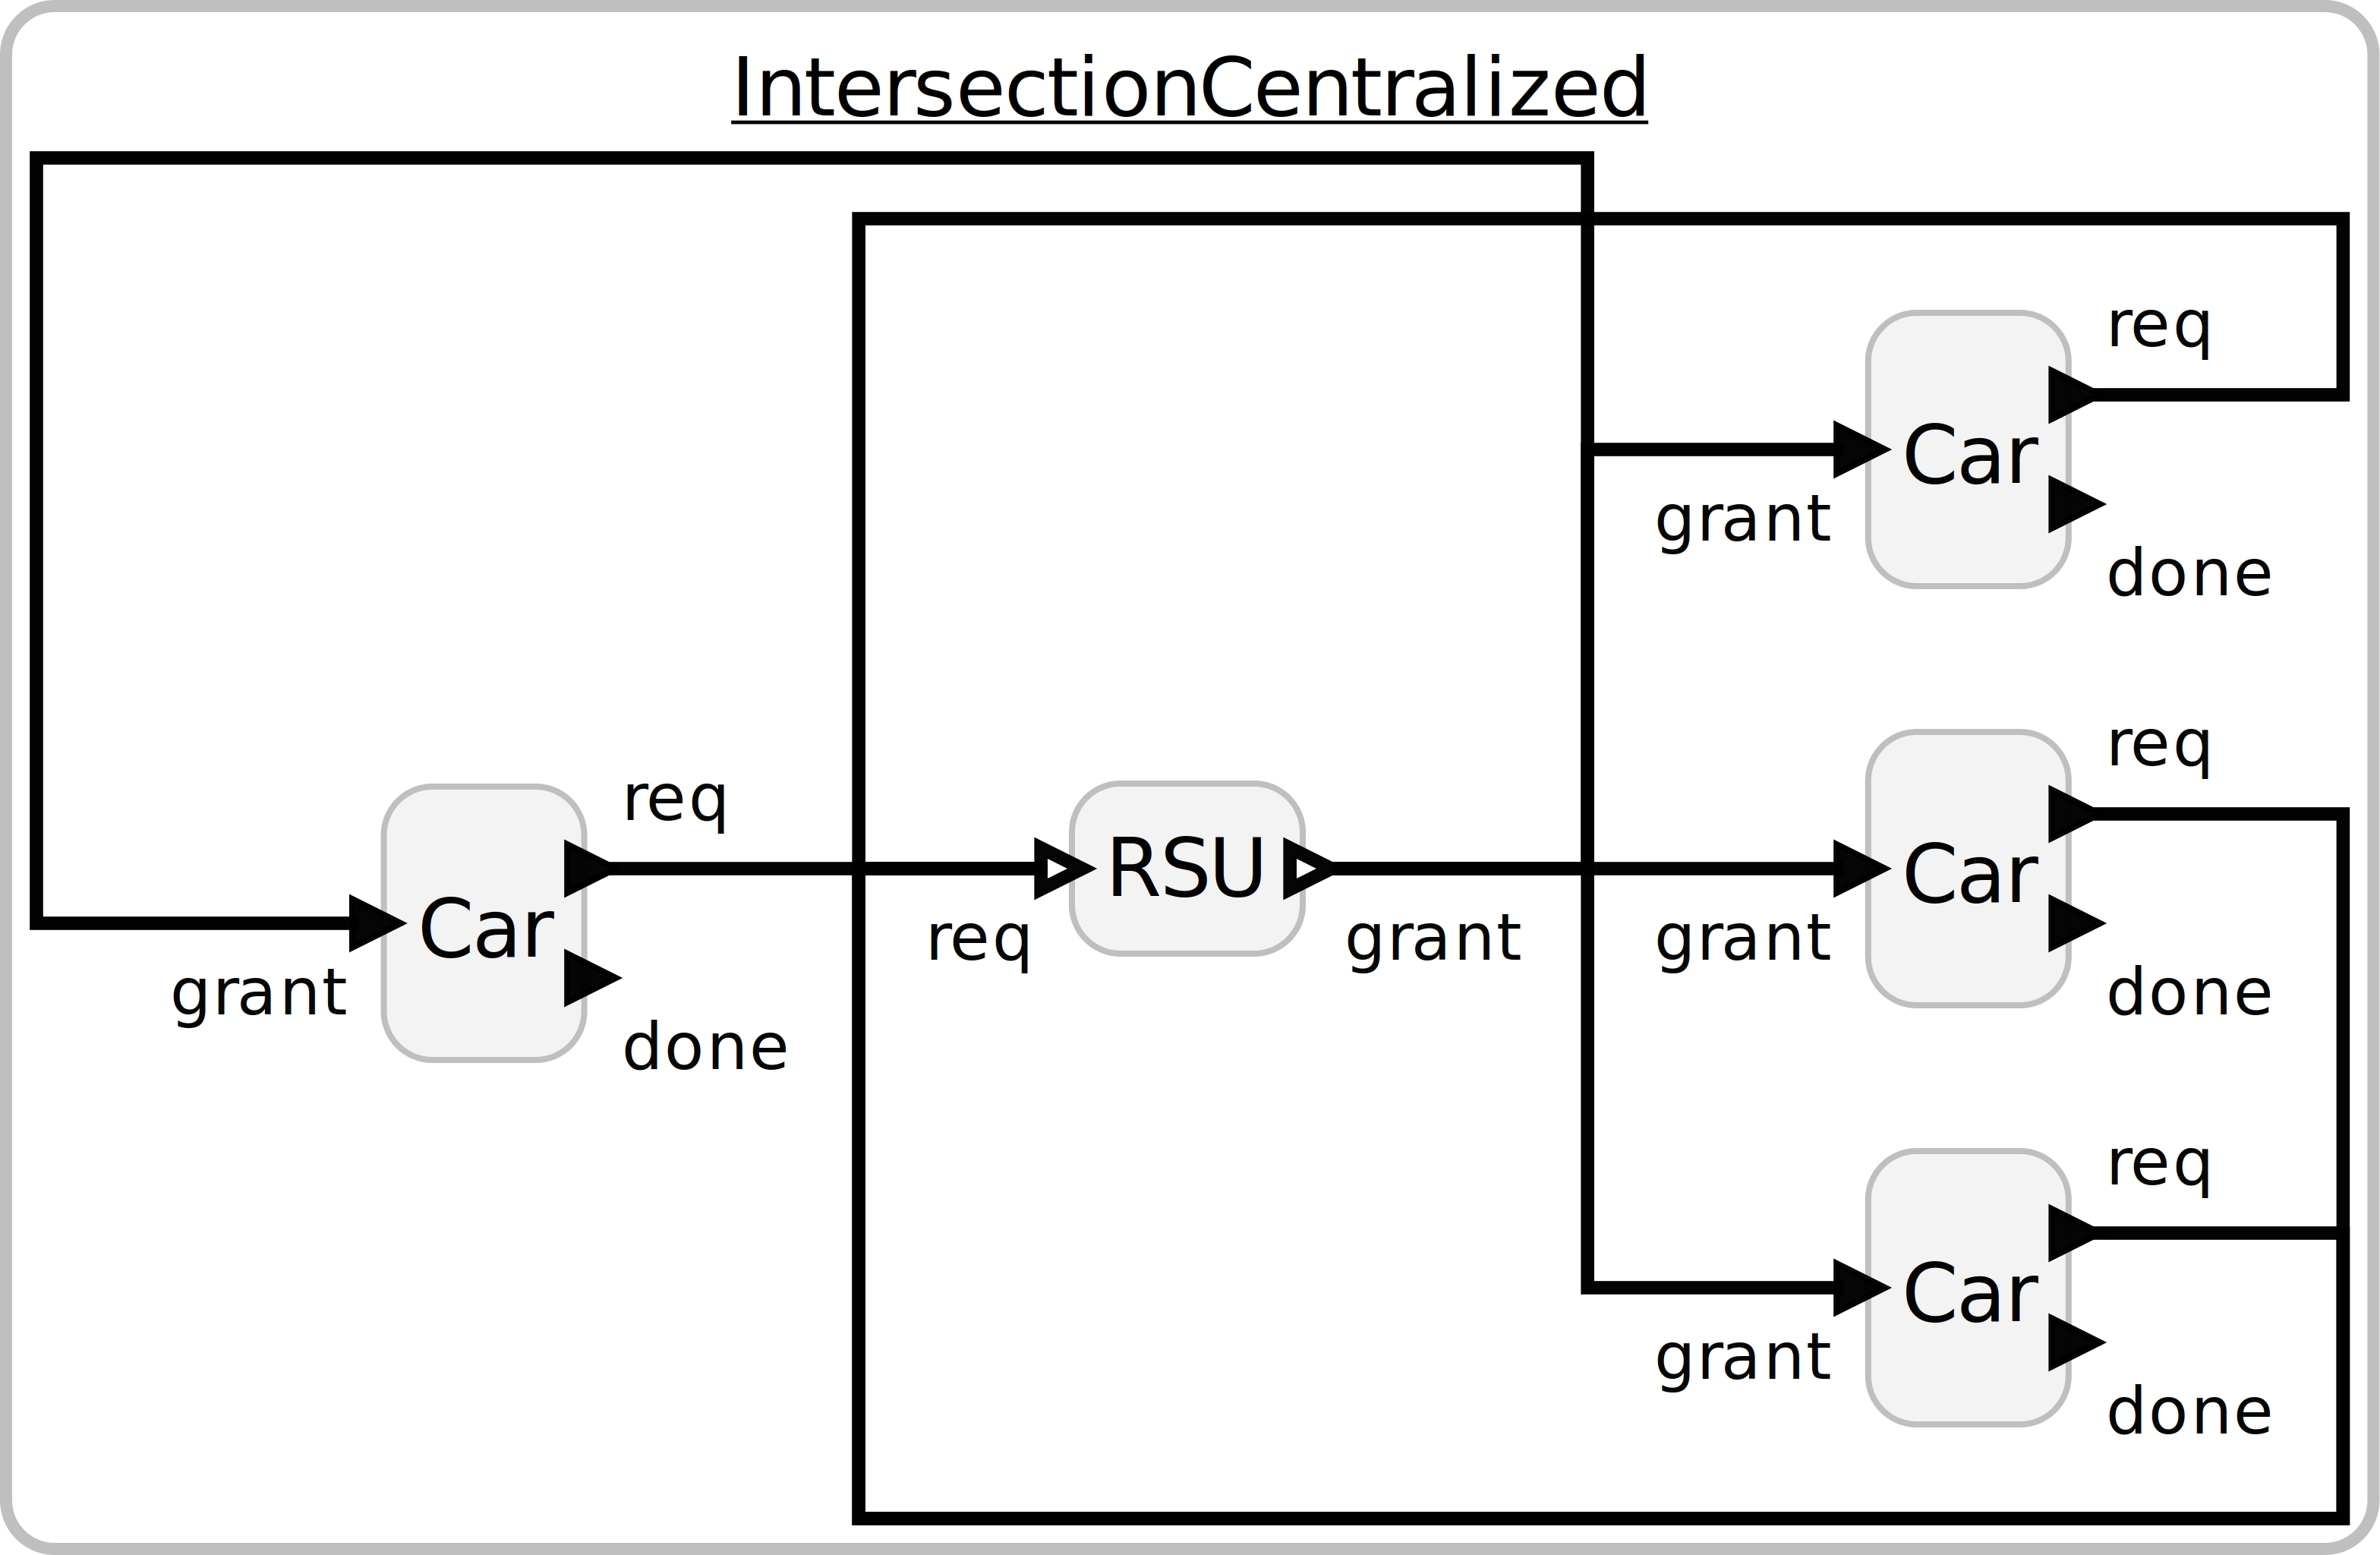 IntersectionCentralized
req
Car
grant
done
req
req
Car
RSU
Car
grant
req
grant
grant
done
done
req
Car
grant
done